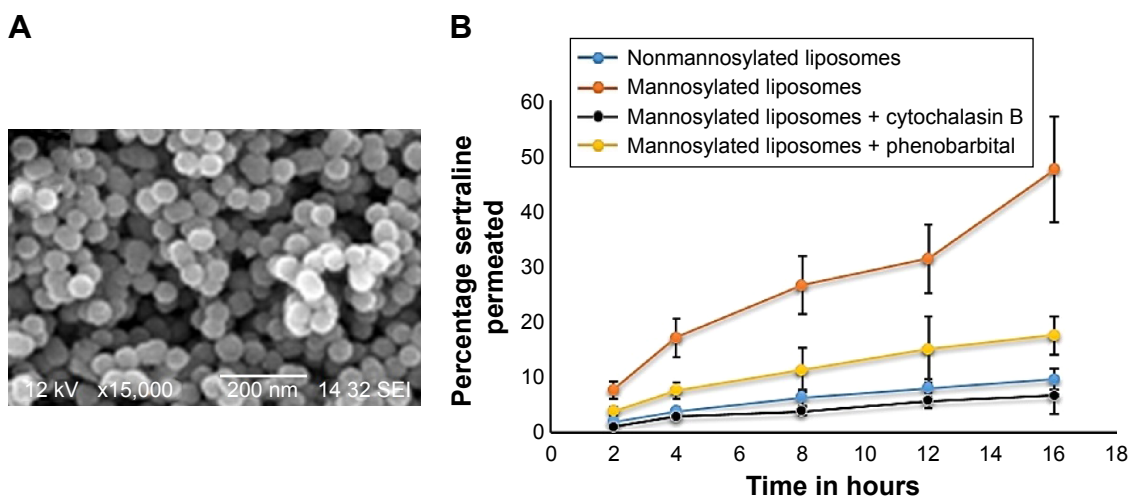 A
B
12 kV x15,000 200 nm 14 32 SEI
Nonmannosylated liposomes
Mannosylated liposomes
Mannosylated liposomes + cytochalasin B
Mannosylated liposomes + phenobarbital
Percentage sertraline
permeated
60
50
40
30
20
10
0
0 2 4 6 8 10 12 14 16 18
Time in hours